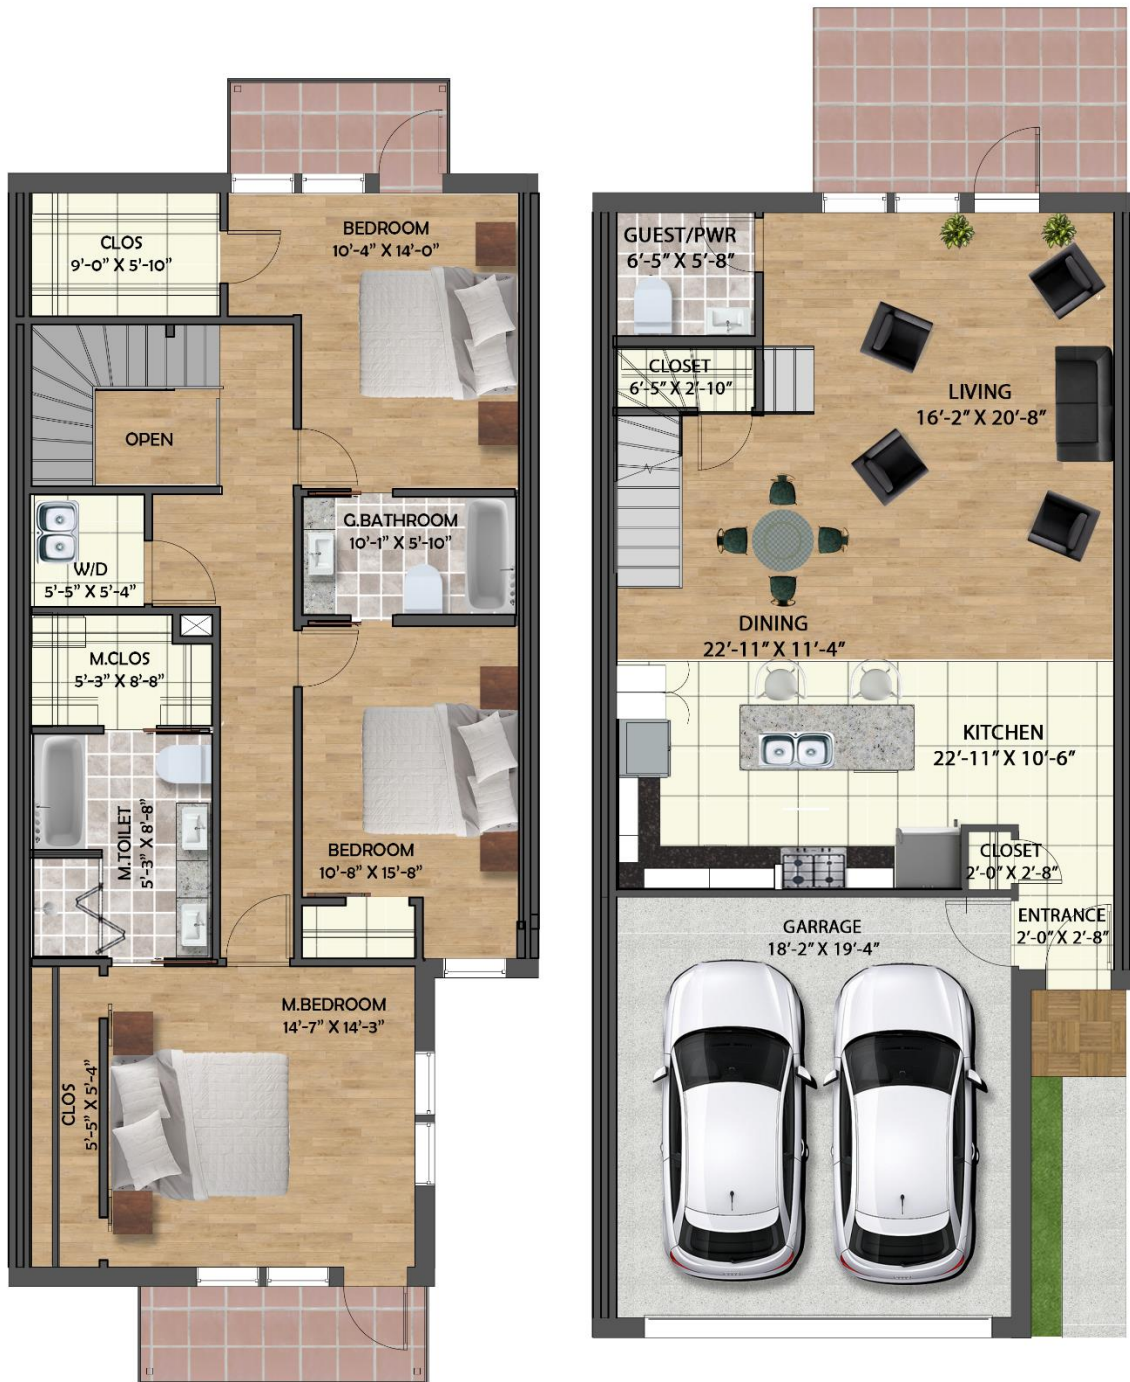 CLOS
9'-0" X 5'-10"
BEDROOM
10'-4" X 14'-0"
OPEN
G.BATHROOM
10'-1" X 5'-10"
W/D
5'-5" X 5'-4"
M.CLOS
5'-3" X 8'-8"
M.TOILET
5'-3" X 8'-8"
BEDROOM
10'-8" X 15'-8"
M.BEDROOM
14'-7" X 14'-3"
CLOS
5'-5" X 5'-4"
GUEST/PWR
6'-5" X 5'-8"
CLOSET
6'-5" X 2'-10"
LIVING
16'-2" X 20'-8"
DINING
22'-11" X 11'-4"
KITCHEN
22'-11" X 10'-6"
CLOSET
2'-0" X 2'-8"
ENTRANCE
2'-0" X 2'-8"
GARRAGE
18'-2" X 19'-4"